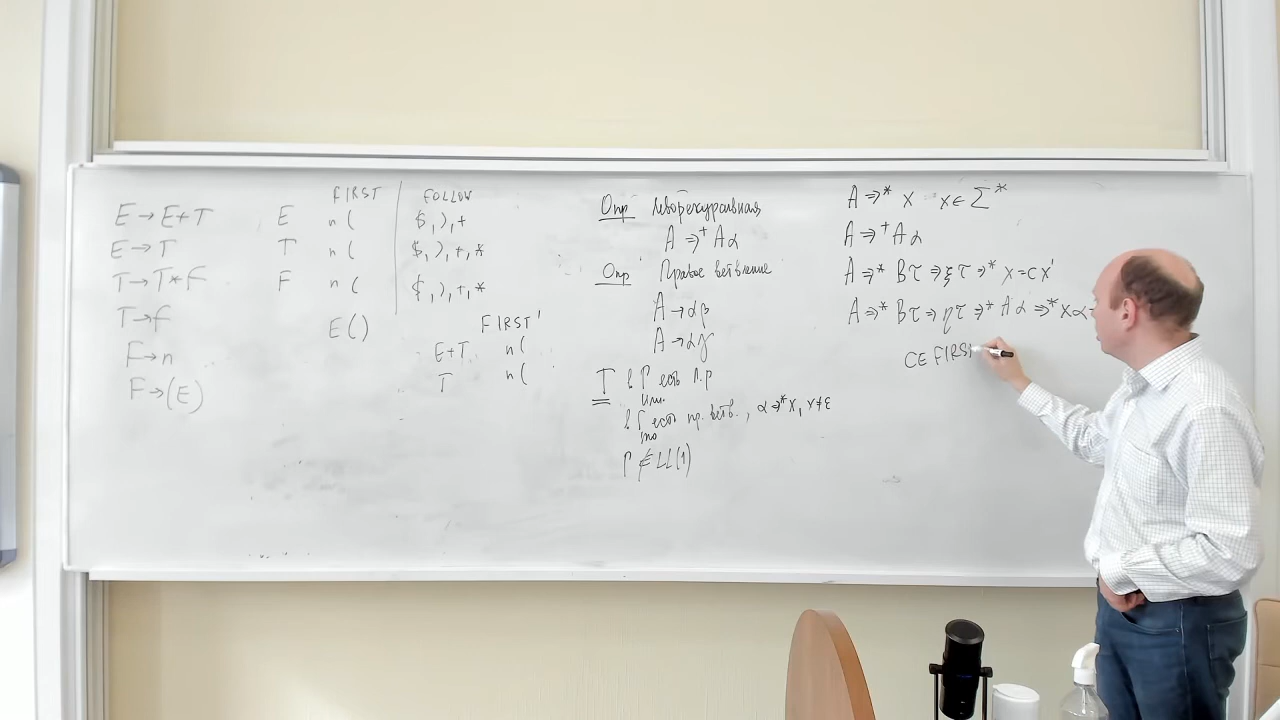 E→E+T
E→T
T→T*F
T→F
F→n
F→(E)
FIRST FOLLOW
E n( $,),+
T n( $,),+,*
F n( $,),+,*
E()
FIRST'
E+T n(
T n(
Опр леворекурсивная
A⇒⁺Aα
Опр Правое ветвление
A→αβ
A→αγ
T в Г есть л.р
или
в Г есть пр. ветв., α⇒*x, x≠ε
то
Г∉LL(1)
A⇒* x x∈Σ*
A⇒⁺Aα
A⇒* Bτ⇒ξτ⇒* x=cx'
A⇒* Bτ⇒ητ⇒* Aα⇒*xα
c∈FIRST